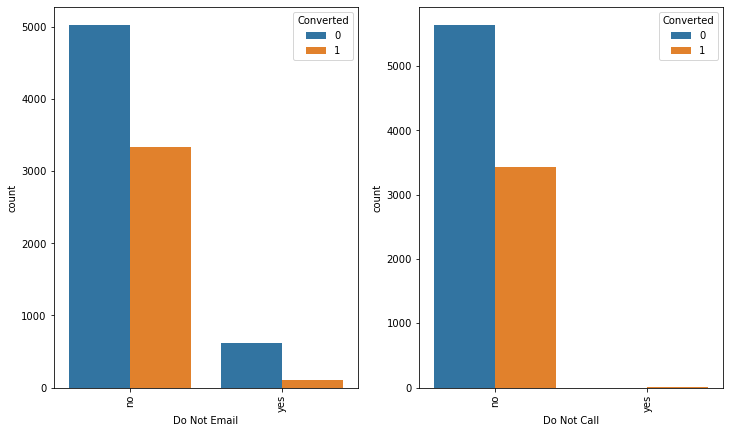 Converted
0
1
5000
4000
3000
2000
1000
0
count
no
yes
Do Not Email
Converted
0
1
5000
4000
3000
2000
1000
0
count
no
yes
Do Not Call